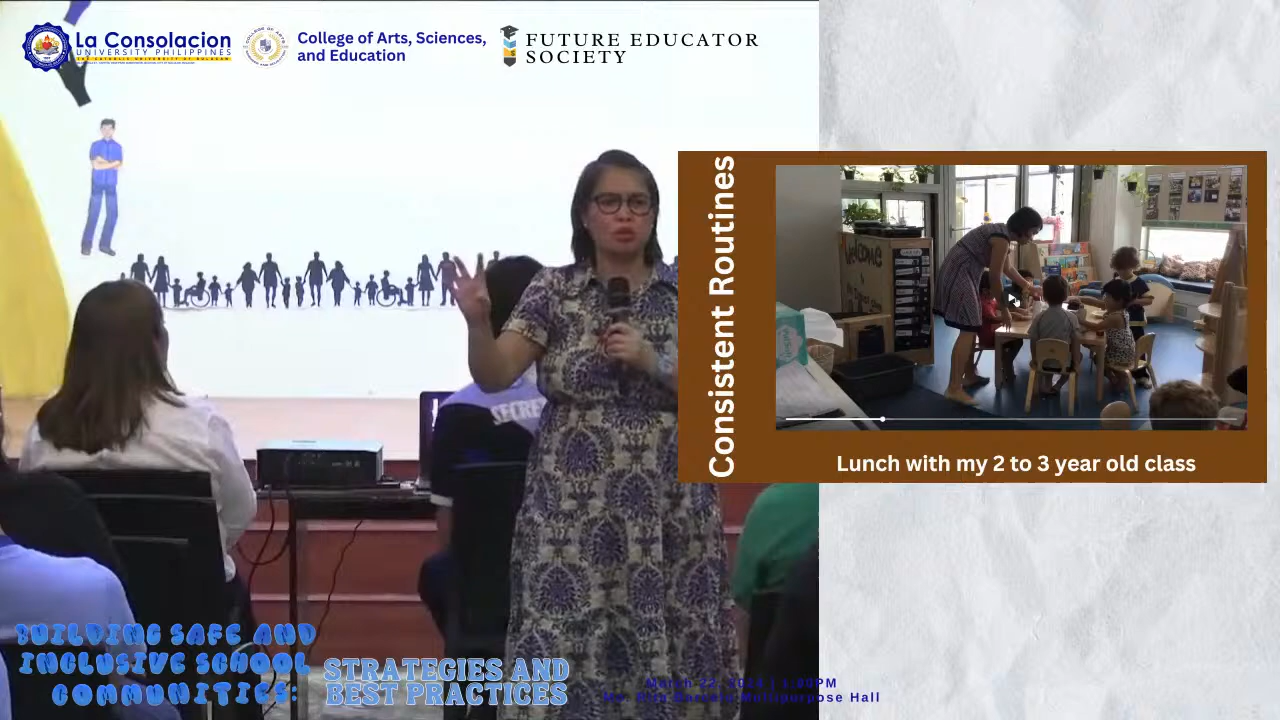 La Consolacion
UNIVERSITY PHILIPPINES
College of Arts, Sciences,
and Education
FUTURE EDUCATOR
SOCIETY
Consistent Routines
Welcome
Lunch with my 2 to 3 year old class
SECRE
BUILDING SAFE AND
INCLUSIVE SCHOOL
COMMUNITIES:
STRATEGIES AND
BEST PRACTICES
March 22, | 1:00PM
Multipurpose Hall